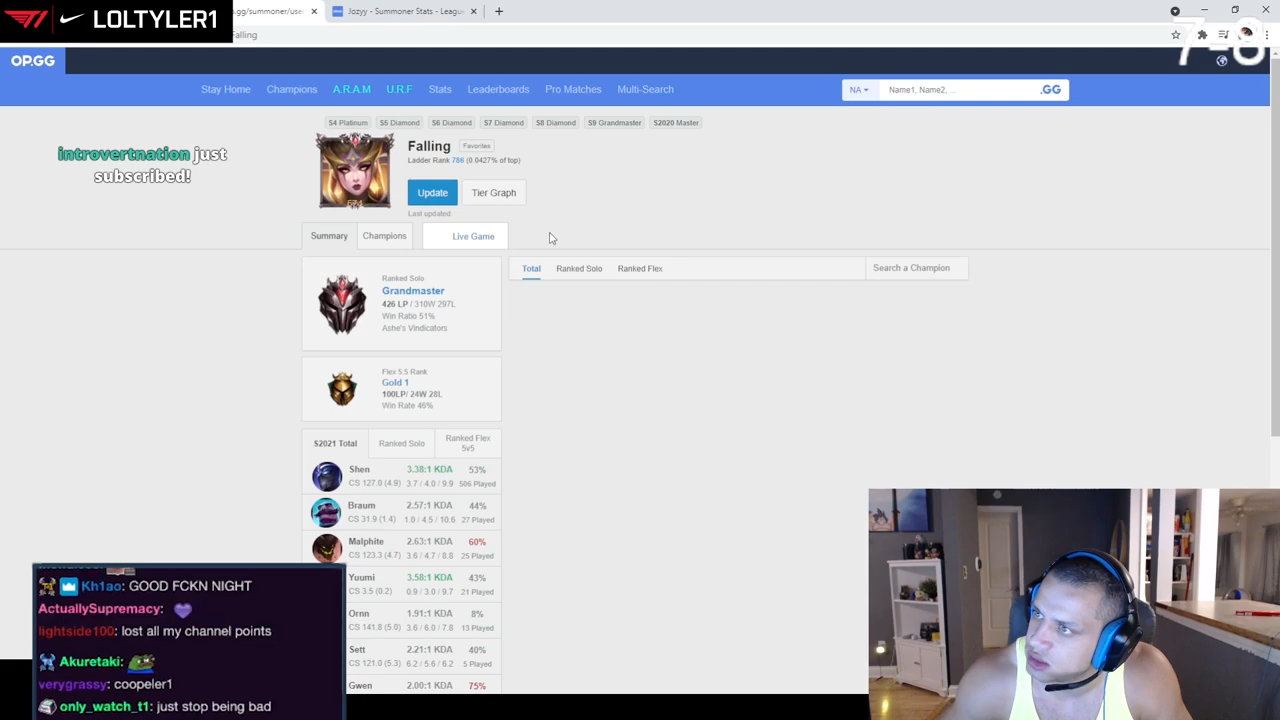 LOLTYLER1
.gg/summoner/user
Jozyy - Summoner Stats - Leagu
Falling
7-8
OP.GG
Stay Home
Champions
A.R.A.M
U.R.F
Stats
Leaderboards
Pro Matches
Multi-Search
NA
Name1, Name2, ...
.GG
S4 Platinum
S5 Diamond
S6 Diamond
S7 Diamond
S8 Diamond
S9 Grandmaster
S2020 Master
introvertnation just
subscribed!
Falling
Favorites
Ladder Rank 786 (0.0427% of top)
Update
Tier Graph
Last updated:
Summary
Champions
Live Game
Total
Ranked Solo
Ranked Flex
Search a Champion
Ranked Solo
Grandmaster
426 LP / 310W 297L
Win Ratio 51%
Ashe's Vindicators
Flex 5:5 Rank
Gold 1
100LP/ 24W 28L
Win Rate 46%
S2021 Total
Ranked Solo
Ranked Flex
5v5
Shen 3.38:1 KDA 53%
CS 127.0 (4.9) 3.7 / 4.0 / 9.9 506 Played
Braum 2.57:1 KDA 44%
CS 31.9 (1.4) 1.0 / 4.5 / 10.6 27 Played
Malphite 2.63:1 KDA 60%
CS 123.3 (4.7) 3.6 / 4.7 / 8.8 25 Played
Yuumi 3.58:1 KDA 43%
CS 3.5 (0.2) 0.9 / 3.0 / 9.7 21 Played
Ornn 1.91:1 KDA 8%
CS 141.8 (5.0) 3.6 / 6.0 / 7.8 13 Played
Sett 2.21:1 KDA 40%
CS 121.0 (5.3) 6.2 / 5.6 / 6.2 5 Played
Gwen 2.00:1 KDA 75%
Kh1ao: GOOD FCKN NIGHT
ActuallySupremacy:
lightside100: lost all my channel points
Akuretaki:
verygrassy: coopeler1
only_watch_t1: just stop being bad